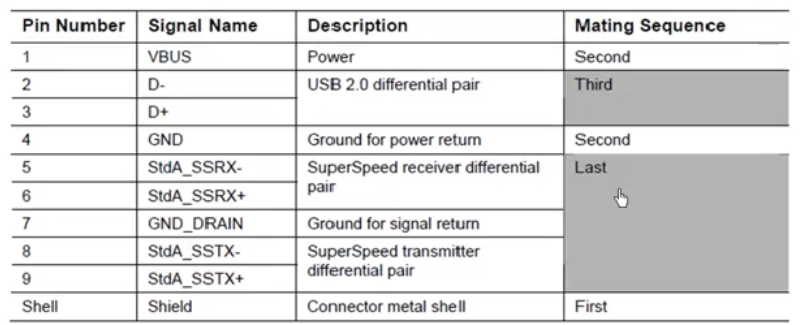 Pin Number Signal Name Description Mating Sequence
1 VBUS Power Second
2 D- USB 2.0 differential pair Third
3 D+
4 GND Ground for power return Second
5 StdA_SSRX- SuperSpeed receiver differential pair Last
6 StdA_SSRX+
7 GND_DRAIN Ground for signal return
8 StdA_SSTX- SuperSpeed transmitter differential pair
9 StdA_SSTX+
Shell Shield Connector metal shell First